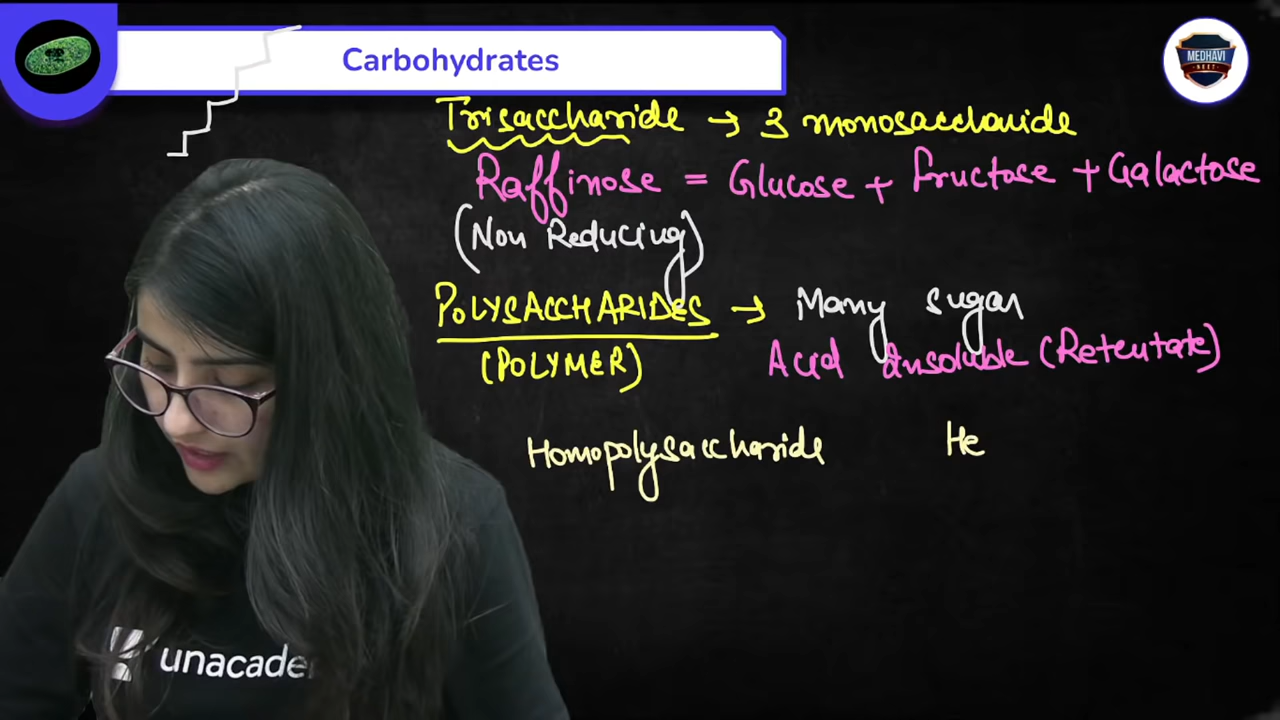 Carbohydrates
MEDHAVI
NEET
Trisaccharide → 3 monosaccharide
Raffinose = Glucose + fructose + Galactose
(Non Reducing)
POLYSACCHARIDES → Many sugar
(POLYMER) Acid insoluble (Retentate)
Homopolysaccharide He
unacade